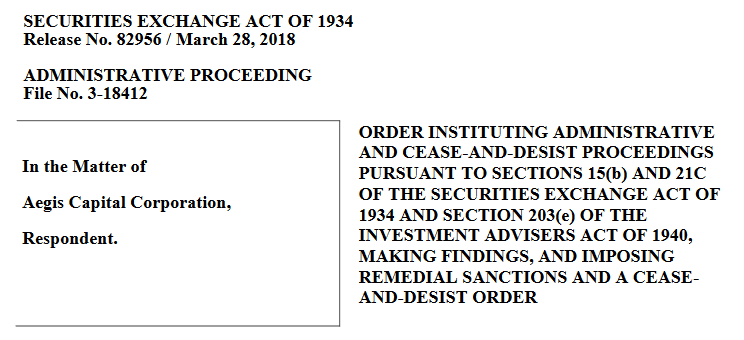 SECURITIES EXCHANGE ACT OF 1934
Release No. 82956 / March 28, 2018
ADMINISTRATIVE PROCEEDING
File No. 3-18412
In the Matter of
Aegis Capital Corporation,
Respondent.
ORDER INSTITUTING ADMINISTRATIVE
AND CEASE-AND-DESIST PROCEEDINGS
PURSUANT TO SECTIONS 15(b) AND 21C
OF THE SECURITIES EXCHANGE ACT OF
1934 AND SECTION 203(e) OF THE
INVESTMENT ADVISERS ACT OF 1940,
MAKING FINDINGS, AND IMPOSING
REMEDIAL SANCTIONS AND A CEASE-
AND-DESIST ORDER